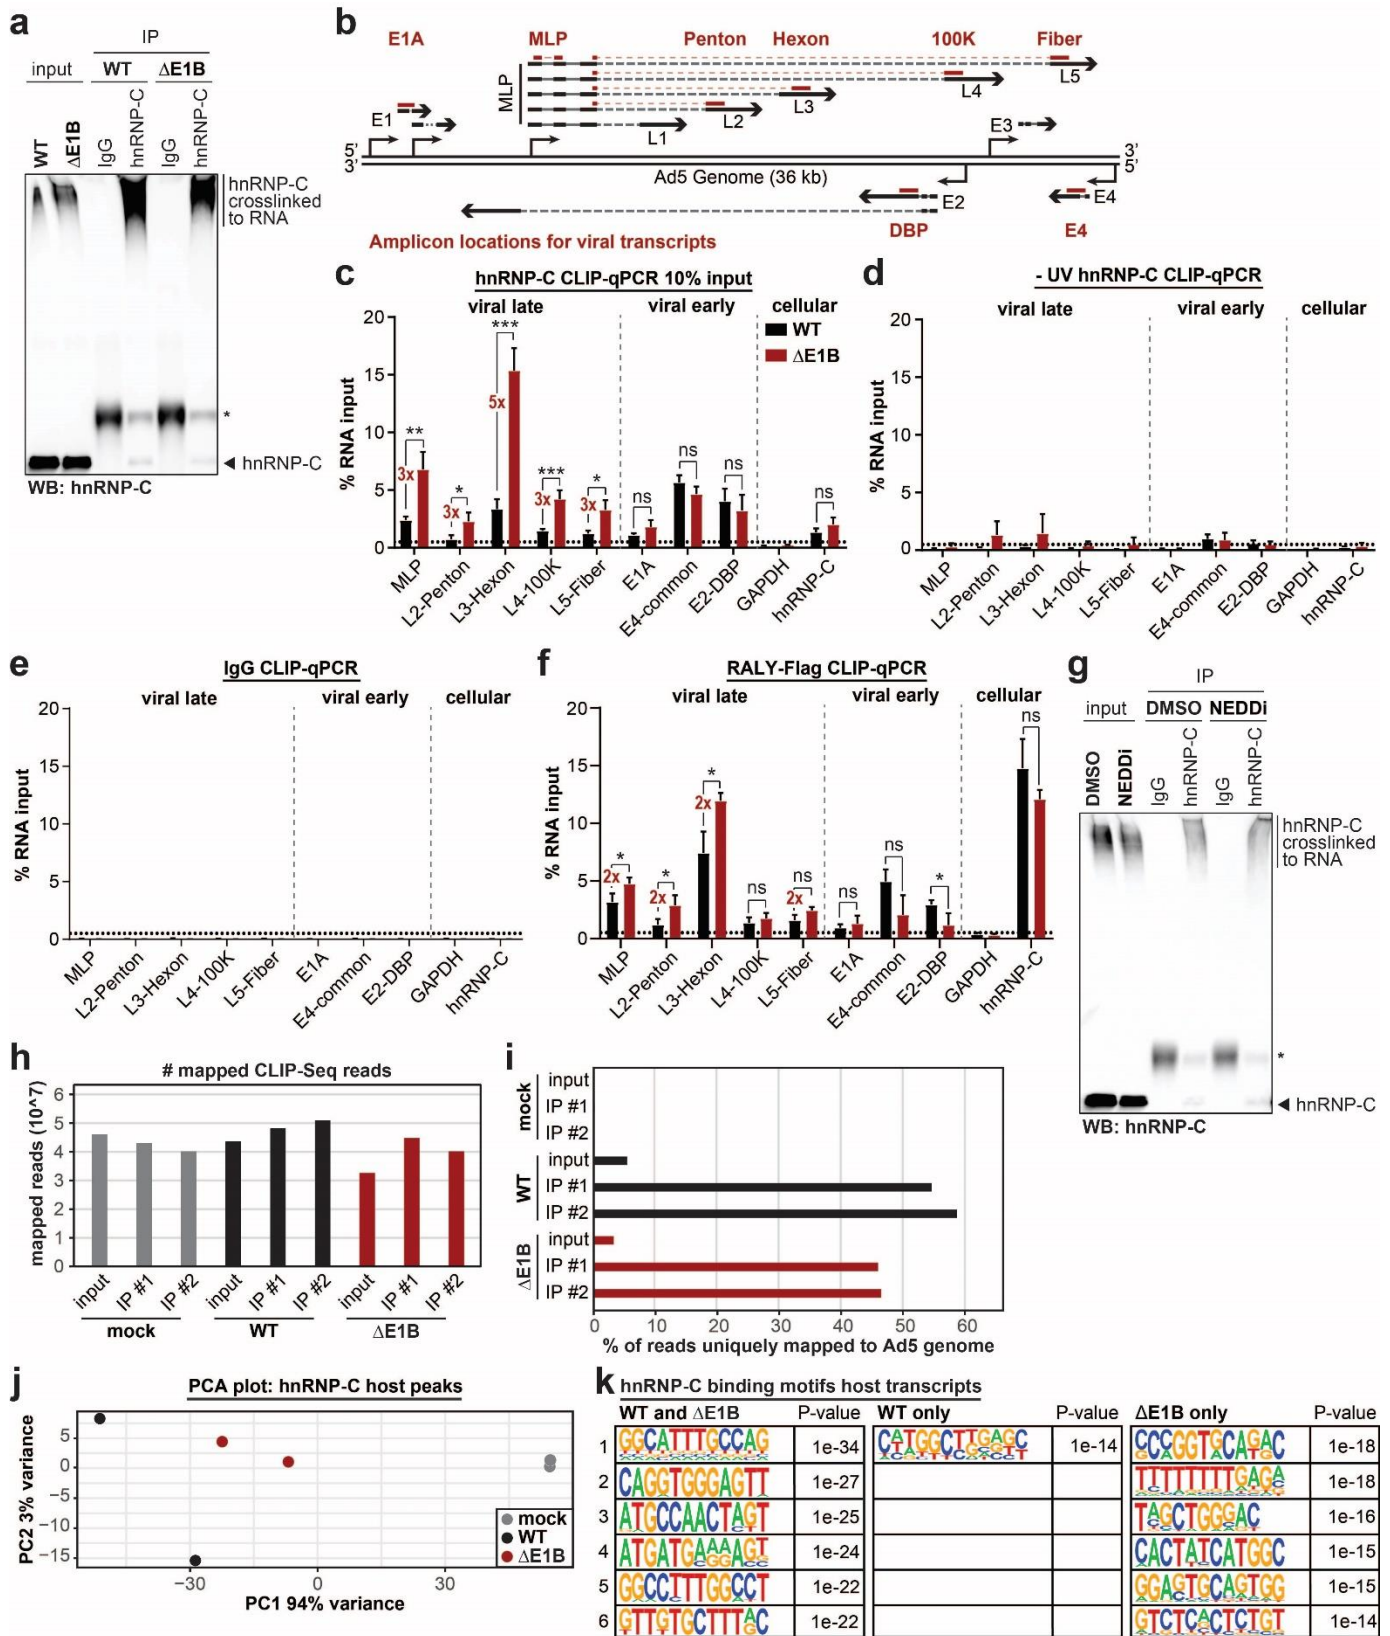 a
IP
input
WT
ΔE1B
WT
ΔE1B
IgG
hnRNP-C
IgG
hnRNP-C
hnRNP-C
crosslinked
to RNA
*
hnRNP-C
WB: hnRNP-C
b
E1A
MLP
Penton
Hexon
100K
Fiber
MLP
L5
L4
L3
L2
L1
E1
E3
5'
3'
3'
5'
Ad5 Genome (36 kb)
E2
E4
DBP
E4
Amplicon locations for viral transcripts
c
hnRNP-C CLIP-qPCR 10% input
viral late
viral early
cellular
WT
ΔE1B
% RNA input
20
15
10
5
0
**
3x
*
3x
***
5x
***
3x
*
3x
ns
ns
ns
ns
MLP
L2-Penton
L3-Hexon
L4-100K
L5-Fiber
E1A
E4-common
E2-DBP
GAPDH
hnRNP-C
d
- UV hnRNP-C CLIP-qPCR
viral late
viral early
cellular
% RNA input
20
15
10
5
0
MLP
L2-Penton
L3-Hexon
L4-100K
L5-Fiber
E1A
E4-common
E2-DBP
GAPDH
hnRNP-C
e
IgG CLIP-qPCR
viral late
viral early
cellular
% RNA input
20
15
10
5
0
MLP
L2-Penton
L3-Hexon
L4-100K
L5-Fiber
E1A
E4-common
E2-DBP
GAPDH
hnRNP-C
f
RALY-Flag CLIP-qPCR
viral late
viral early
cellular
% RNA input
20
15
10
5
0
*
2x
*
2x
*
2x
ns
ns
2x
ns
ns
*
ns
MLP
L2-Penton
L3-Hexon
L4-100K
L5-Fiber
E1A
E4-common
E2-DBP
GAPDH
hnRNP-C
g
IP
input
DMSO
NEDDi
DMSO
NEDDi
IgG
hnRNP-C
IgG
hnRNP-C
hnRNP-C
crosslinked
to RNA
*
hnRNP-C
WB: hnRNP-C
h
# mapped CLIP-Seq reads
mapped reads (10^7)
6
5
4
3
2
1
0
input
IP #1
IP #2
input
IP #1
IP #2
input
IP #1
IP #2
mock
WT
ΔE1B
i
mock
input
IP #1
IP #2
WT
input
IP #1
IP #2
ΔE1B
input
IP #1
IP #2
0 10 20 30 40 50 60
% of reads uniquely mapped to Ad5 genome
j
PCA plot: hnRNP-C host peaks
PC2 3% variance
5
0
−5
−10
−15
mock
WT
ΔE1B
−30 0 30
PC1 94% variance
k
hnRNP-C binding motifs host transcripts
WT and ΔE1B P-value WT only P-value ΔE1B only P-value
1 GGCATTTGCCAG 1e-34 1e-14 CCCGGTGCAGAC 1e-18
2 CAGGTGGGAGTT 1e-27 TTTTTTTTGAGA 1e-18
3 ATGCCAACTAGT 1e-25 TAGCTGGGAC 1e-16
4 ATGATGAAAAGT 1e-24 CACTATCATGGC 1e-15
5 GGCCTTTGGCCT 1e-22 GGAGTGCAGTGG 1e-15
6 GTTGTGCTTTAC 1e-22 GTCTCACTCTGT 1e-14